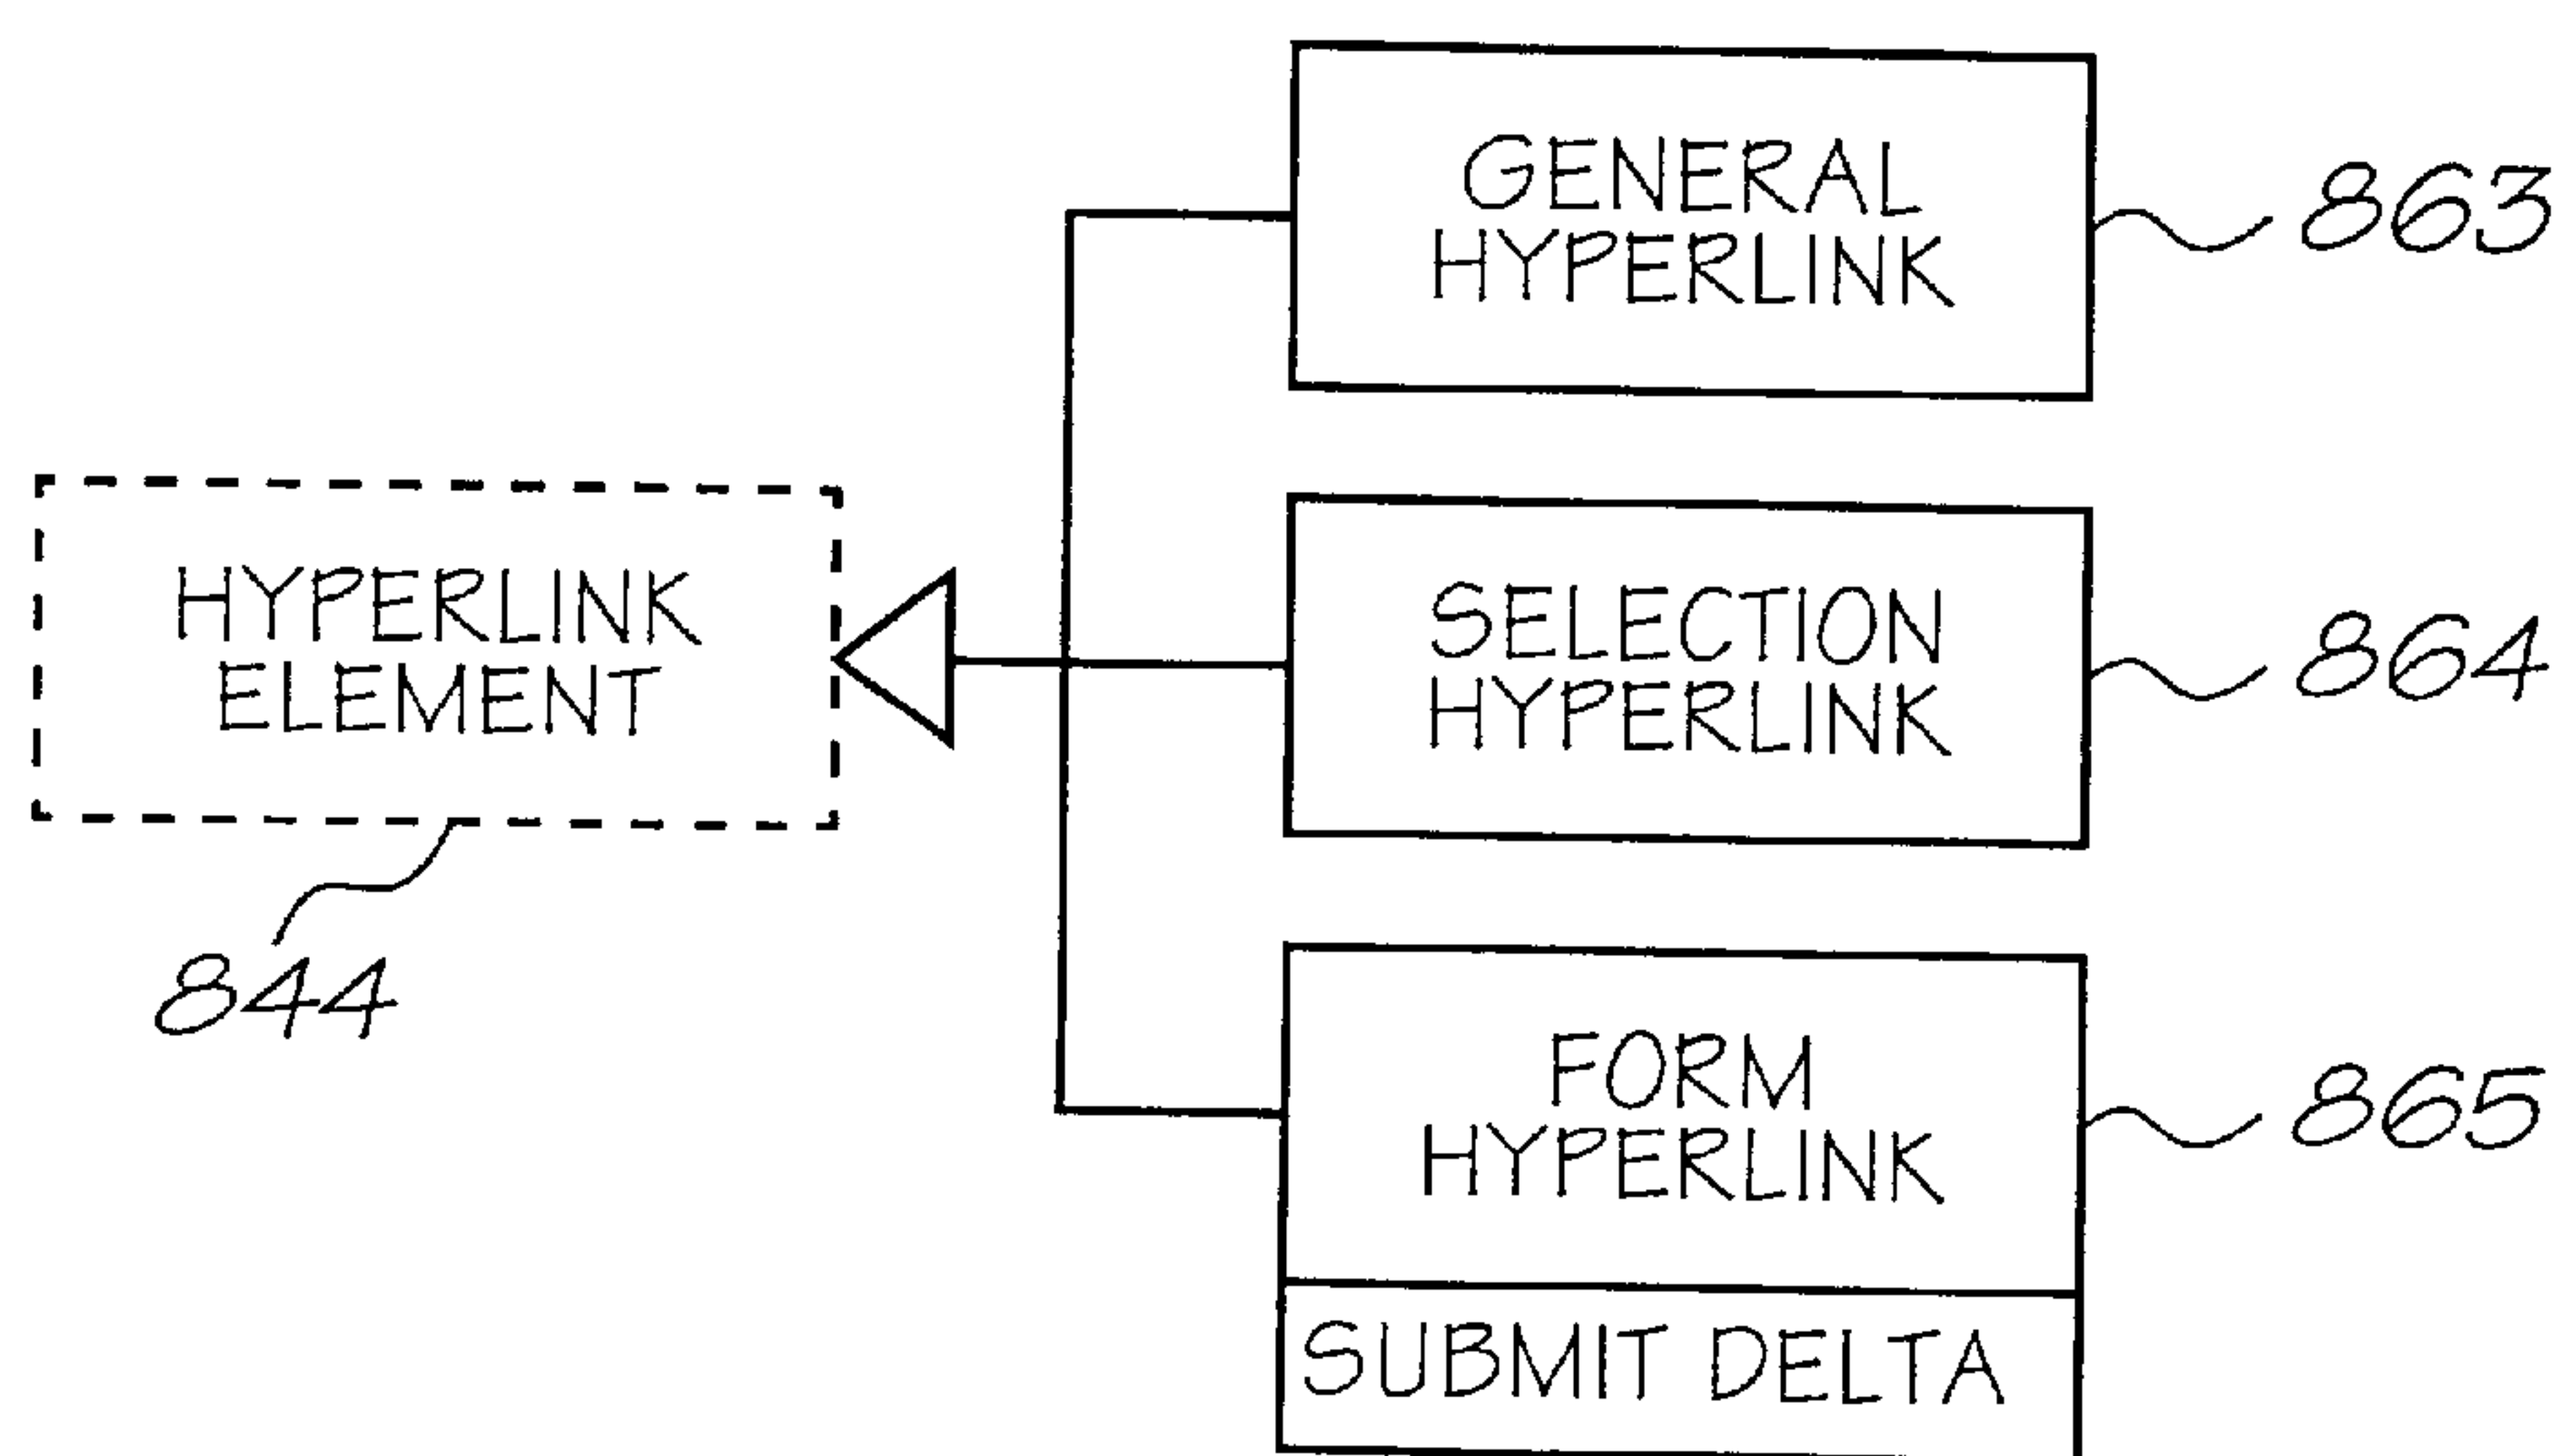 GENERAL
HYPERLINK
863
HYPERLINK
ELEMENT
844
SELECTION
HYPERLINK
864
FORM
HYPERLINK
865
SUBMIT DELTA